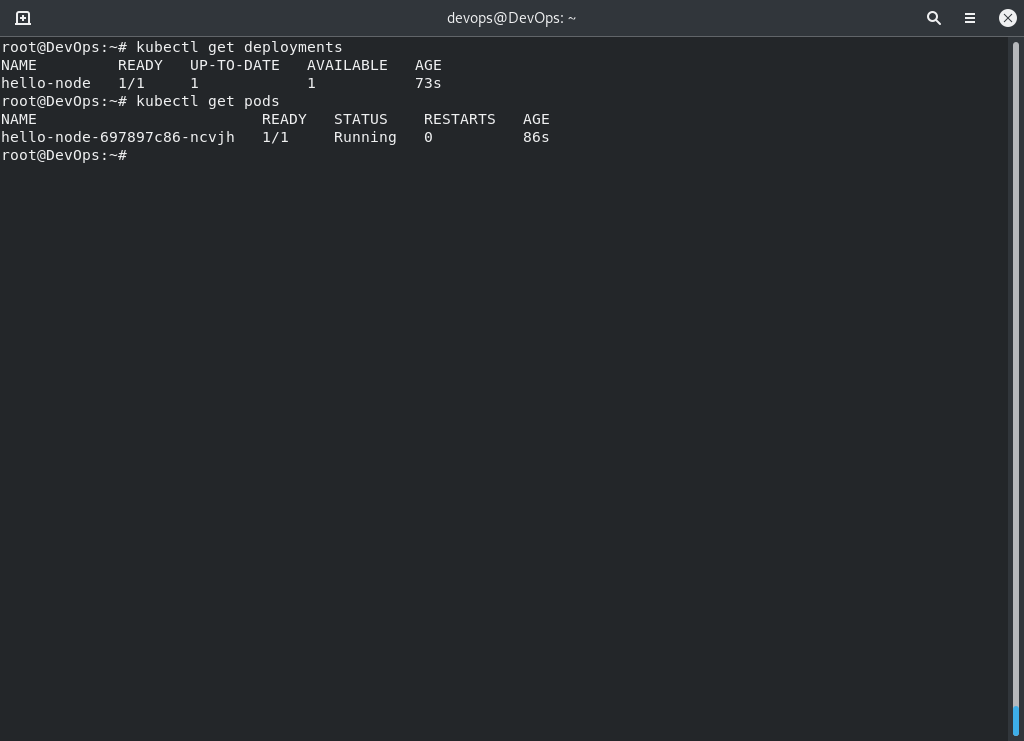 devops@DevOps: ~
root@DevOps:~# kubectl get deployments
NAME         READY   UP-TO-DATE   AVAILABLE   AGE
hello-node   1/1     1            1           73s
root@DevOps:~# kubectl get pods
NAME                         READY   STATUS    RESTARTS   AGE
hello-node-697897c86-ncvjh   1/1     Running   0          86s
root@DevOps:~#